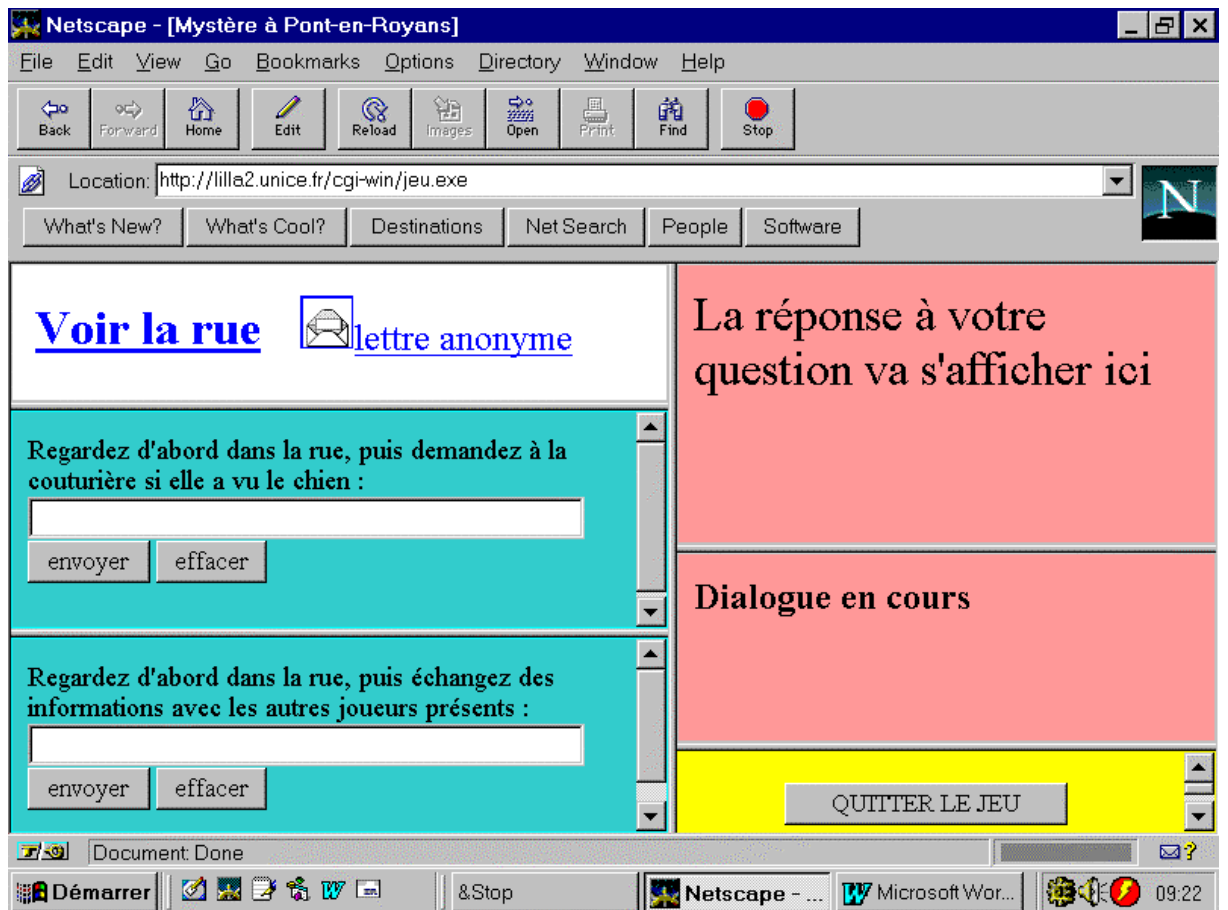 Netscape - [Mystère à Pont-en-Royans]
File Edit View Go Bookmarks Options Directory Window Help
Back Forward Home Edit Reload Images Open Print Find Stop
Location: http://lilla2.unice.fr/cgi-win/jeu.exe
N
What's New? What's Cool? Destinations Net Search People Software
Voir la rue lettre anonyme
Regardez d'abord dans la rue, puis demandez à la
couturière si elle a vu le chien :
envoyer effacer
Regardez d'abord dans la rue, puis échangez des
informations avec les autres joueurs présents :
envoyer effacer
La réponse à votre
question va s'afficher ici
Dialogue en cours
QUITTER LE JEU
Document: Done
Démarrer &Stop Netscape - ... Microsoft Wor... 09:22